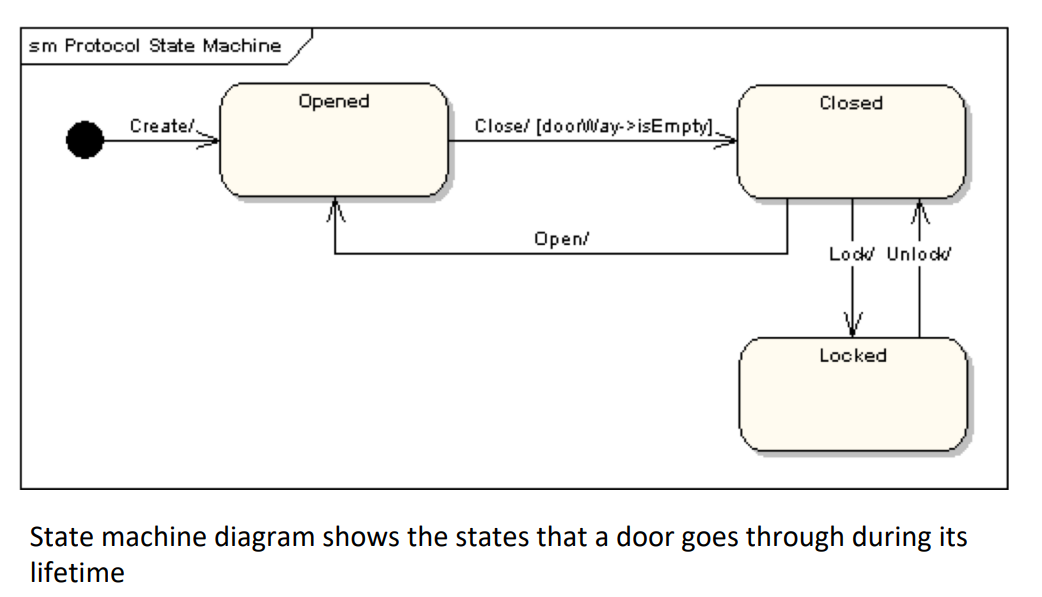 sm Protocol State Machine
Opened
Closed
Create/
Close/ [doorWay->isEmpty]
Open/
Lock/ Unlock/
Locked
State machine diagram shows the states that a door goes through during its
lifetime